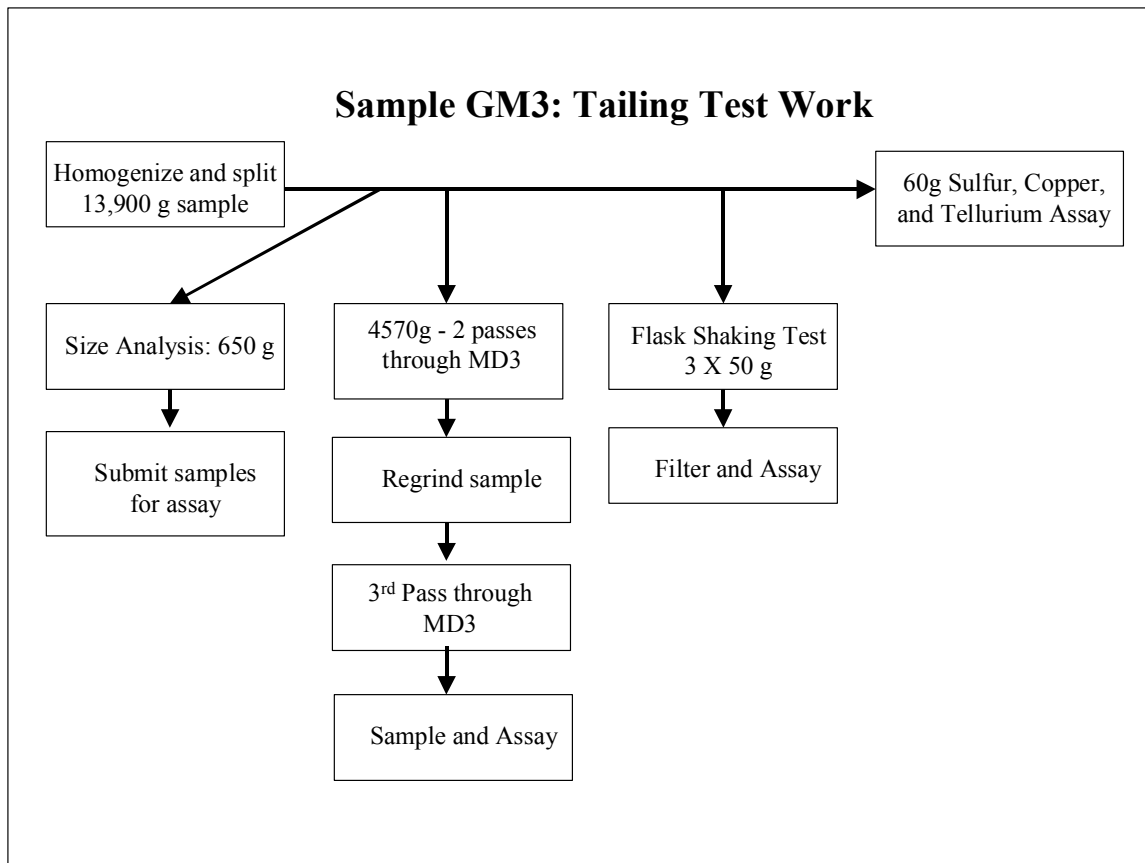 Sample GM3: Tailing Test Work
Homogenize and split
13,900 g sample
60g Sulfur, Copper,
and Tellurium Assay
Size Analysis: 650 g
4570g - 2 passes
through MD3
Flask Shaking Test
3 X 50 g
Submit samples
for assay
Regrind sample
Filter and Assay
3rd Pass through
MD3
Sample and Assay